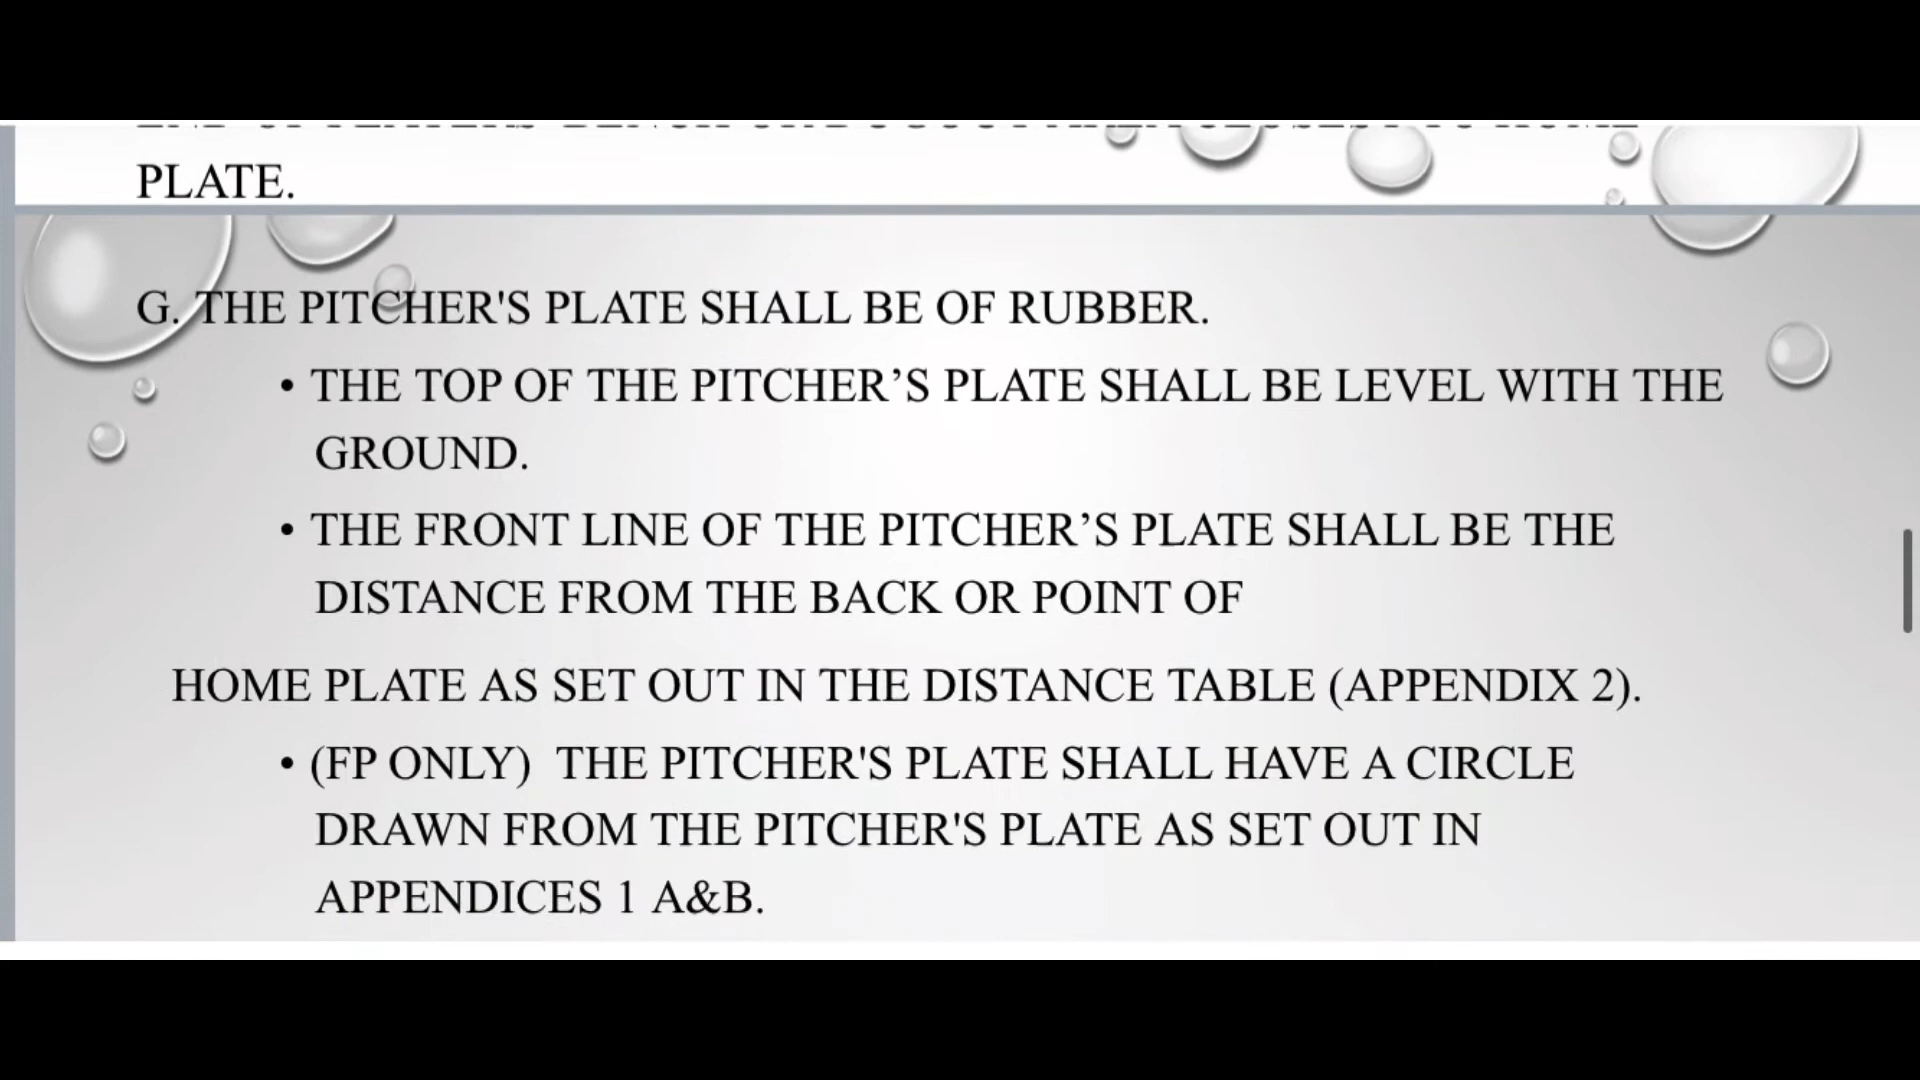 PLATE.
G. THE PITCHER'S PLATE SHALL BE OF RUBBER.
• THE TOP OF THE PITCHER’S PLATE SHALL BE LEVEL WITH THE
GROUND.
• THE FRONT LINE OF THE PITCHER’S PLATE SHALL BE THE
DISTANCE FROM THE BACK OR POINT OF
HOME PLATE AS SET OUT IN THE DISTANCE TABLE (APPENDIX 2).
• (FP ONLY)  THE PITCHER'S PLATE SHALL HAVE A CIRCLE
DRAWN FROM THE PITCHER'S PLATE AS SET OUT IN
APPENDICES 1 A&B.